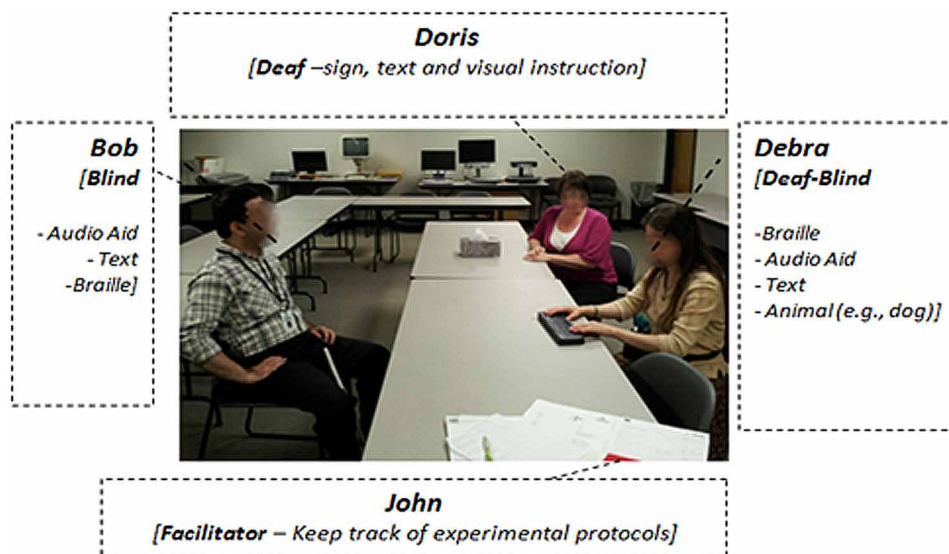 Doris
[Deaf –sign, text and visual instruction]
Bob
[Blind
- Audio Aid
- Text
-Braille]
Debra
[Deaf-Blind
-Braille
- Audio Aid
- Text
- Animal (e.g., dog)]
John
[Facilitator – Keep track of experimental protocols]